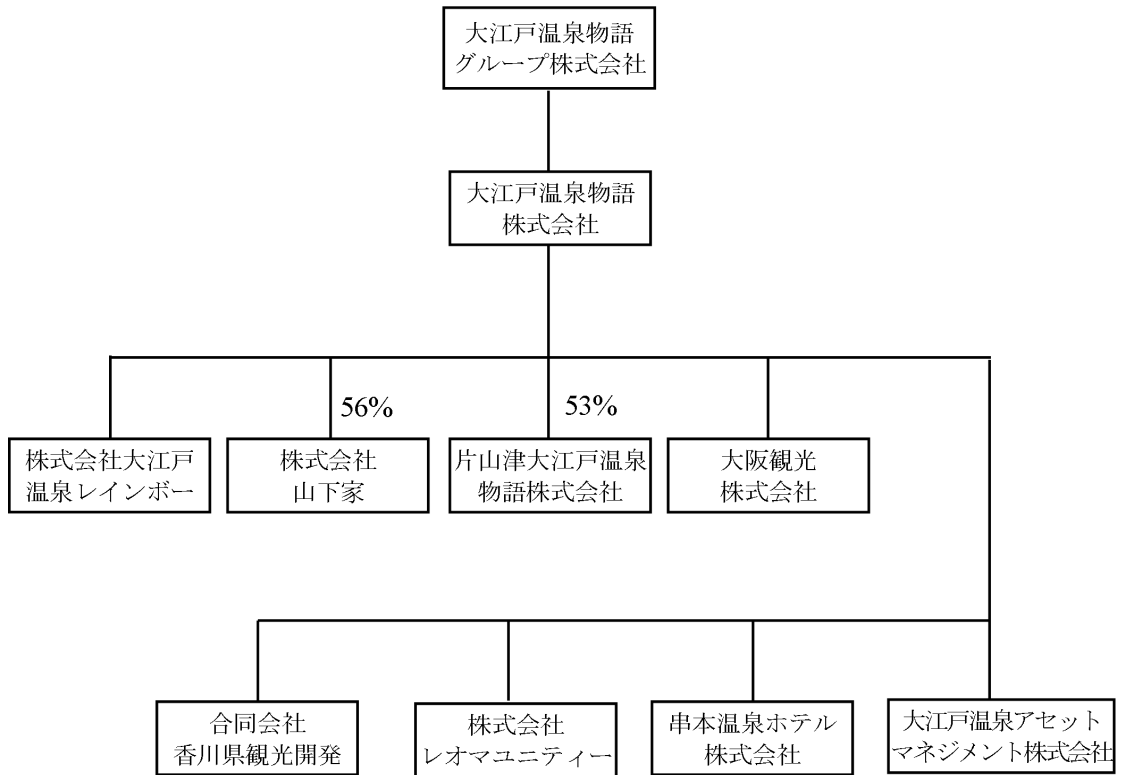 大江戸温泉物語
グループ株式会社
大江戸温泉物語
株式会社
56%
53%
株式会社大江戸
温泉レインボー
株式会社
山下家
片山津大江戸温泉
物語株式会社
大阪観光
株式会社
合同会社
香川県観光開発
株式会社
レオマユニティー
串本温泉ホテル
株式会社
大江戸温泉アセット
マネジメント株式会社